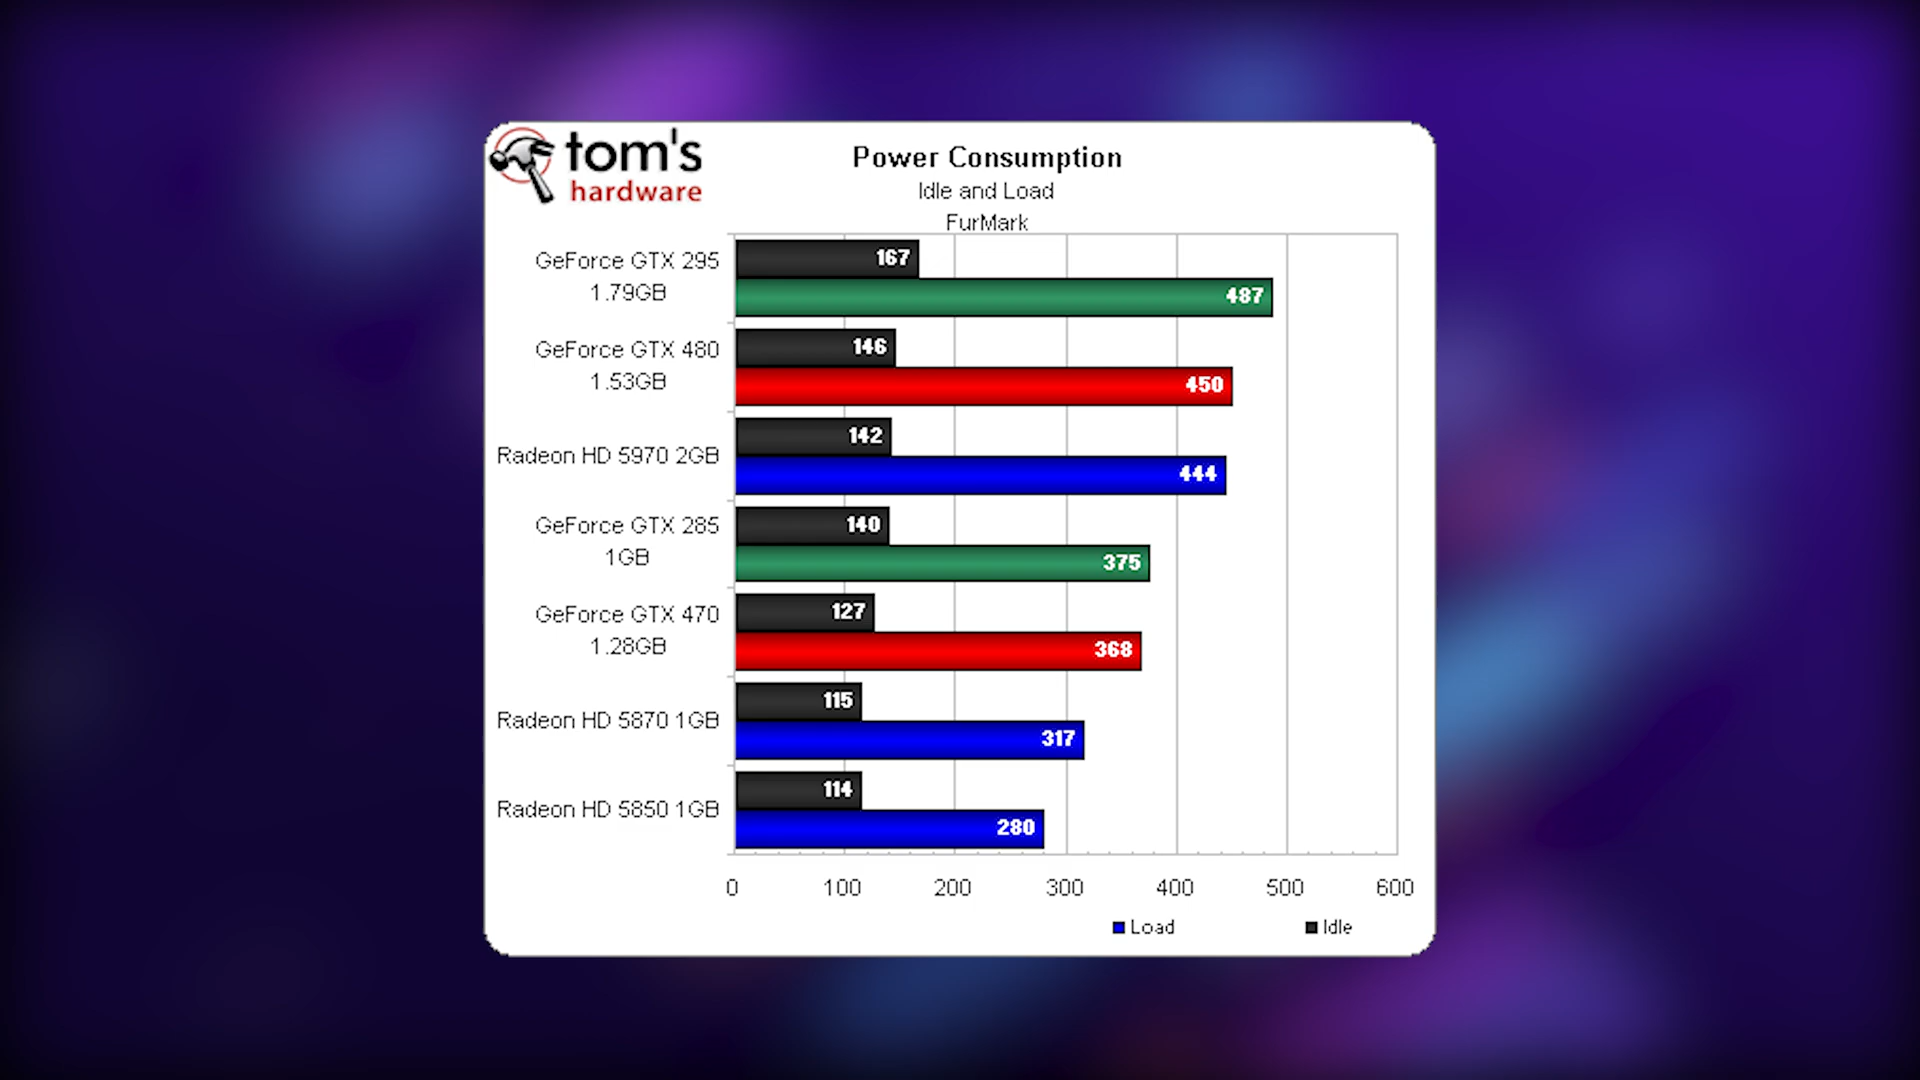 tom's
hardware
Power Consumption
Idle and Load
FurMark
GeForce GTX 295
1.79GB
167
487
GeForce GTX 480
1.53GB
146
450
Radeon HD 5970 2GB
142
444
GeForce GTX 285
1GB
140
375
GeForce GTX 470
1.28GB
127
368
Radeon HD 5870 1GB
115
317
Radeon HD 5850 1GB
114
280
0 100 200 300 400 500 600
Load Idle